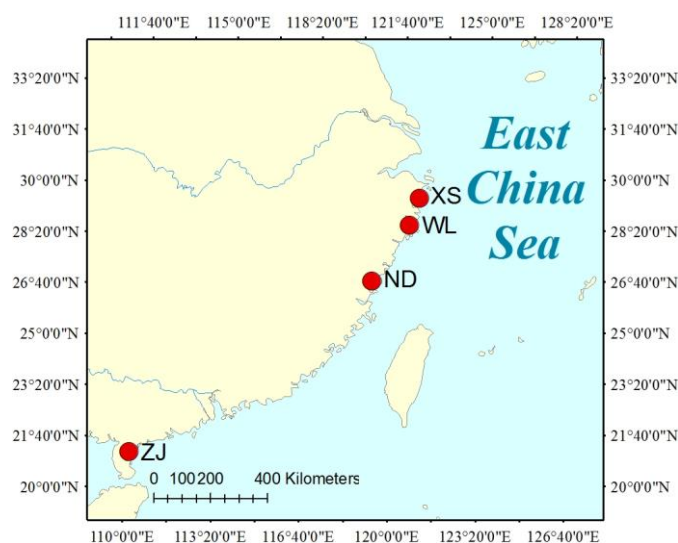 111°40'0"E 115°0'0"E 118°20'0"E 121°40'0"E 125°0'0"E 128°20'0"E
33°20'0"N 33°20'0"N
31°40'0"N 31°40'0"N
East
30°0'0"N 30°0'0"N
China
XS
28°20'0"N 28°20'0"N
WL
Sea
26°40'0"N 26°40'0"N
ND
25°0'0"N 25°0'0"N
23°20'0"N 23°20'0"N
21°40'0"N 21°40'0"N
ZJ
0 100 200 400 Kilometers
20°0'0"N 20°0'0"N
110°0'0"E 113°20'0"E 116°40'0"E 120°0'0"E 123°20'0"E 126°40'0"E